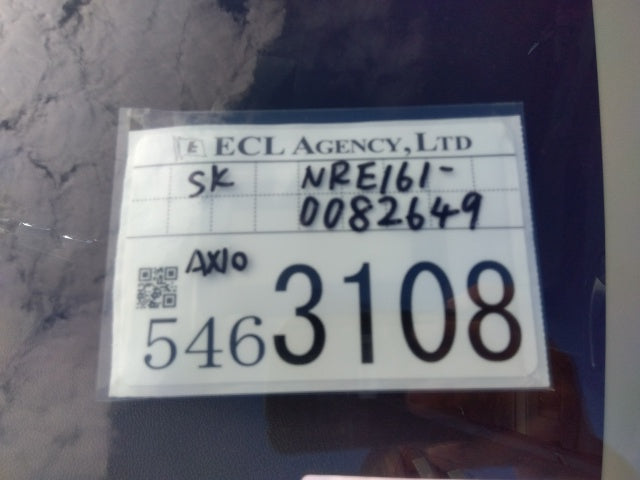 E ECL AGENCY, LTD
SK NRE161-
0082649
AXIO
5463108